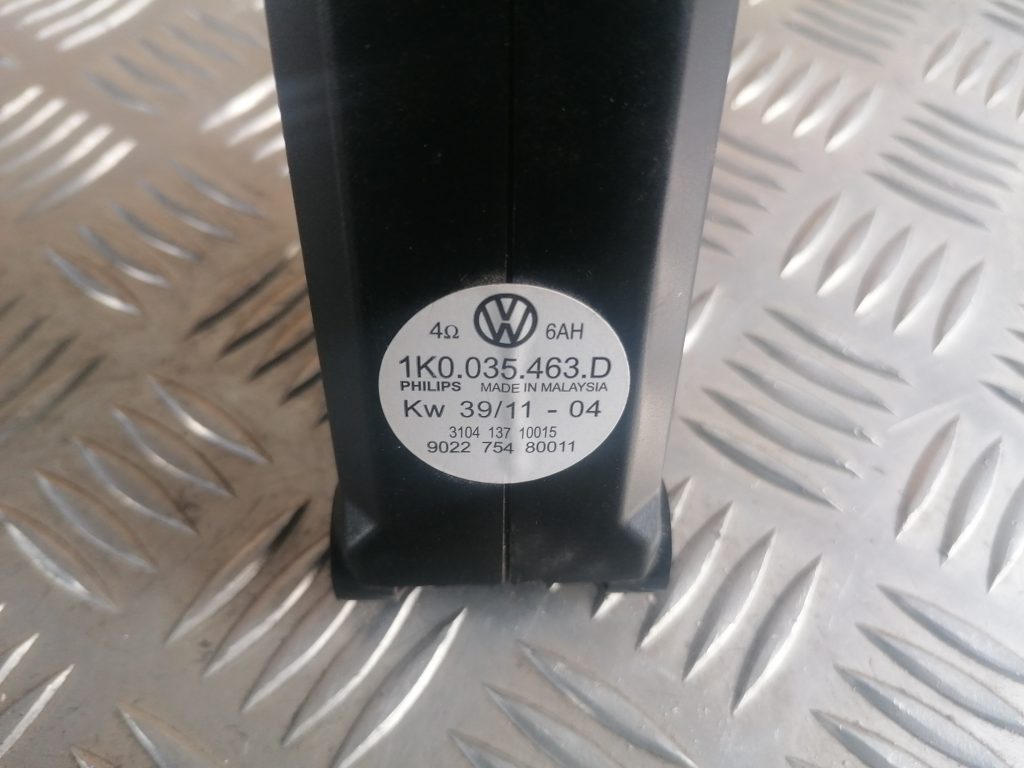 4Ω VW 6AH
1K0.035.463.D
PHILIPS MADE IN MALAYSIA
Kw 39/11 - 04
3104 137 10015
9022 754 80011